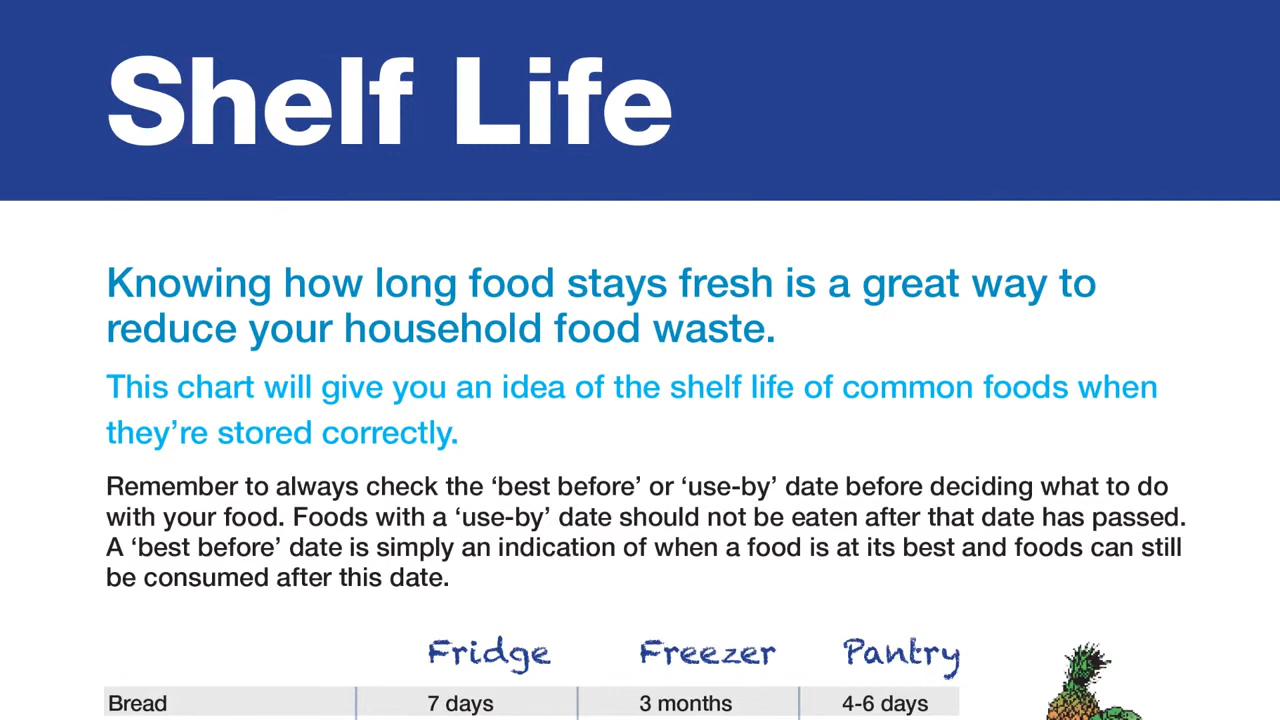 Shelf Life
Knowing how long food stays fresh is a great way to
reduce your household food waste.
This chart will give you an idea of the shelf life of common foods when
they’re stored correctly.
Remember to always check the ‘best before’ or ‘use-by’ date before deciding what to do
with your food. Foods with a ‘use-by’ date should not be eaten after that date has passed.
A ‘best before’ date is simply an indication of when a food is at its best and foods can still
be consumed after this date.
Fridge Freezer Pantry
Bread 7 days 3 months 4-6 days